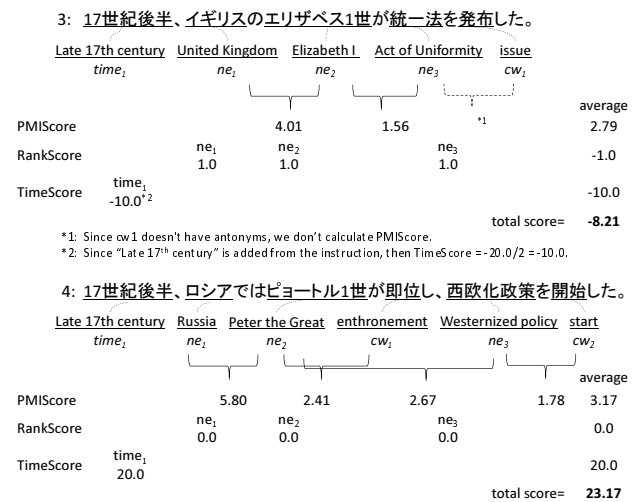 3: 17世紀後半、イギリスのエリザベス1世が統一法を発布した。
Late 17th century United Kingdom Elizabeth I Act of Uniformity issue
time₁ ne₁ ne₂ ne₃ cw₁
average
PMIScore 4.01 1.56 *1 2.79
RankScore ne₁ ne₂ ne₃
1.0 1.0 1.0 -1.0
TimeScore time₁
-10.0*2 -10.0
total score= -8.21
*1: Since cw1 doesn't have antonyms, we don't calculate PMIScore.
*2: Since "Late 17th century" is added from the instruction, then TimeScore = -20.0/2 = -10.0.
4: 17世紀後半、ロシアではピョートル1世が即位し、西欧化政策を開始した。
Late 17th century Russia Peter the Great enthronement Westernized policy start
time₁ ne₁ ne₂ cw₁ ne₃ cw₂
average
PMIScore 5.80 2.41 2.67 1.78 3.17
RankScore ne₁ ne₂ ne₃
0.0 0.0 0.0 0.0
TimeScore time₁
20.0 20.0
total score= 23.17